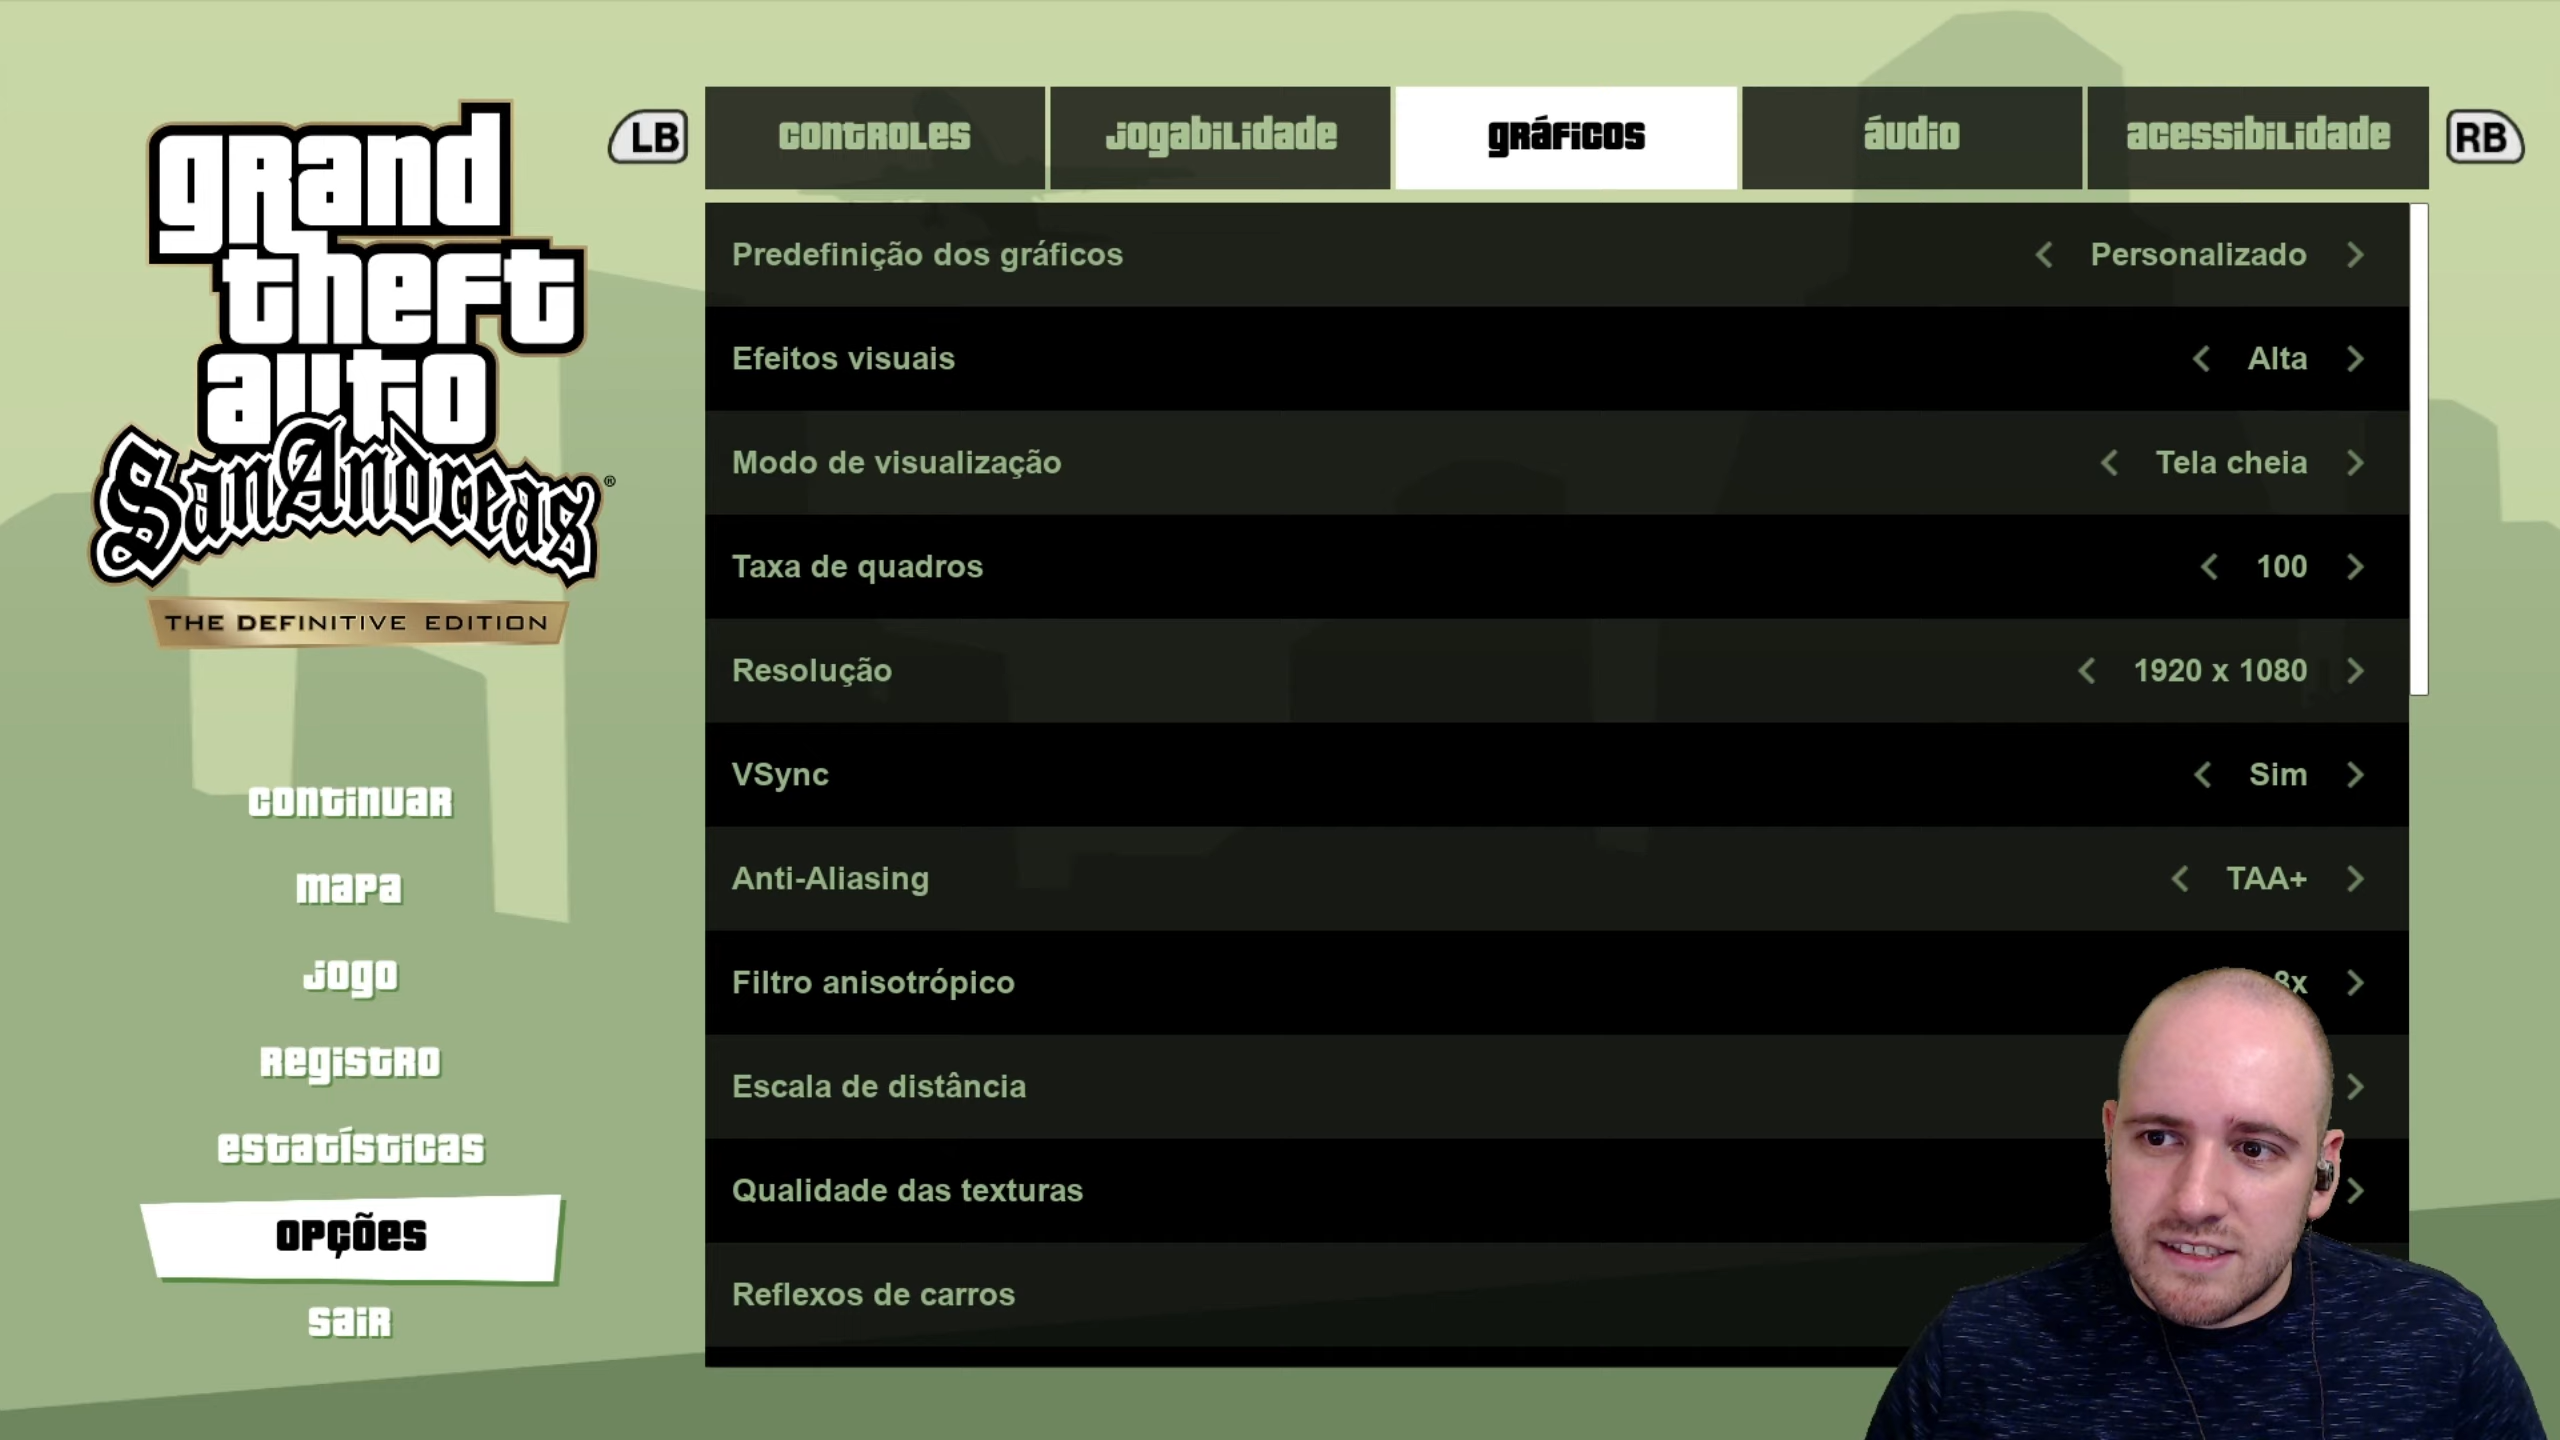 grand
theft
auto
San Andreas®
THE DEFINITIVE EDITION
continuar
mapa
jogo
registro
estatísticas
opções
sair
LB controles jogabilidade gráficos áudio acessibilidade RB
Predefinição dos gráficos < Personalizado >
Efeitos visuais < Alta >
Modo de visualização < Tela cheia >
Taxa de quadros < 100 >
Resolução < 1920 x 1080 >
VSync < Sim >
Anti-Aliasing < TAA+ >
Filtro anisotrópico 8x >
Escala de distância >
Qualidade das texturas >
Reflexos de carros